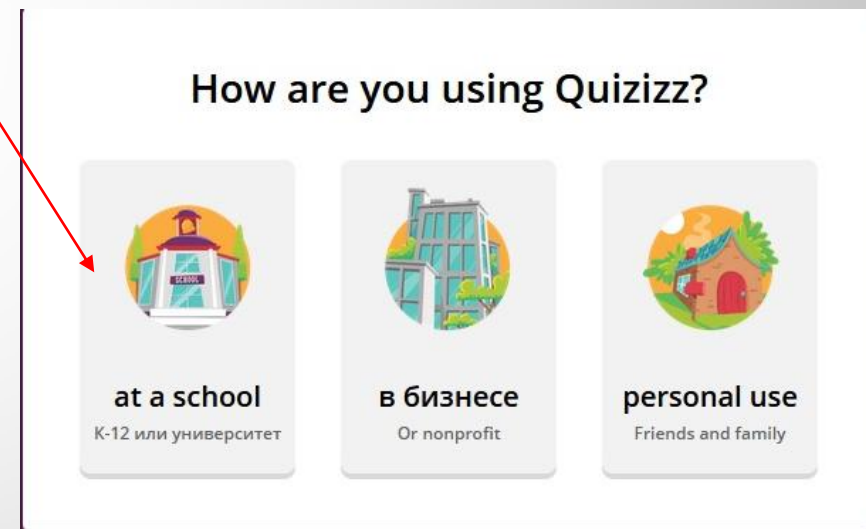 How are you using Quizizz?
SCHOOL
at a school
К-12 или университет
в бизнесе
Or nonprofit
personal use
Friends and family